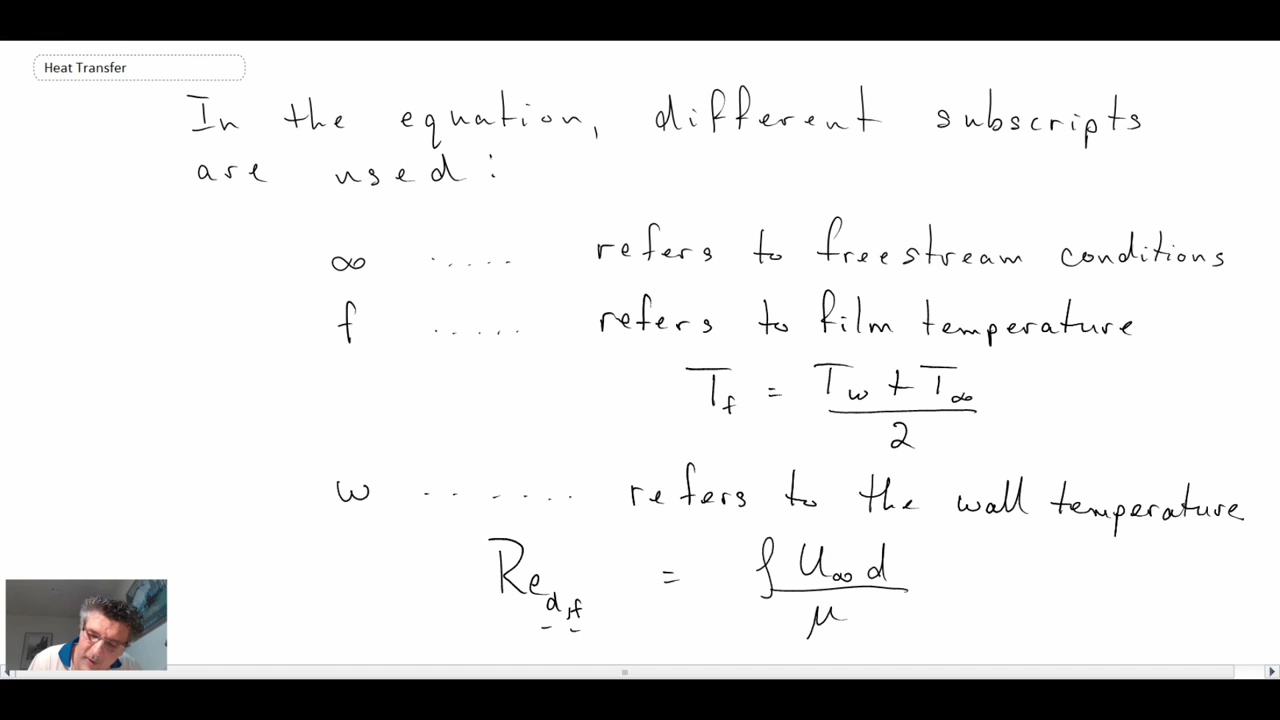 Heat Transfer
In the equation, different subscripts
are used :
∞ ..... refers to freestream conditions
f ..... refers to film temperature
T_f = (T_w + T_∞) / 2
w ...... refers to the wall temperature
Re_d,f = ρ U_∞ d / μ